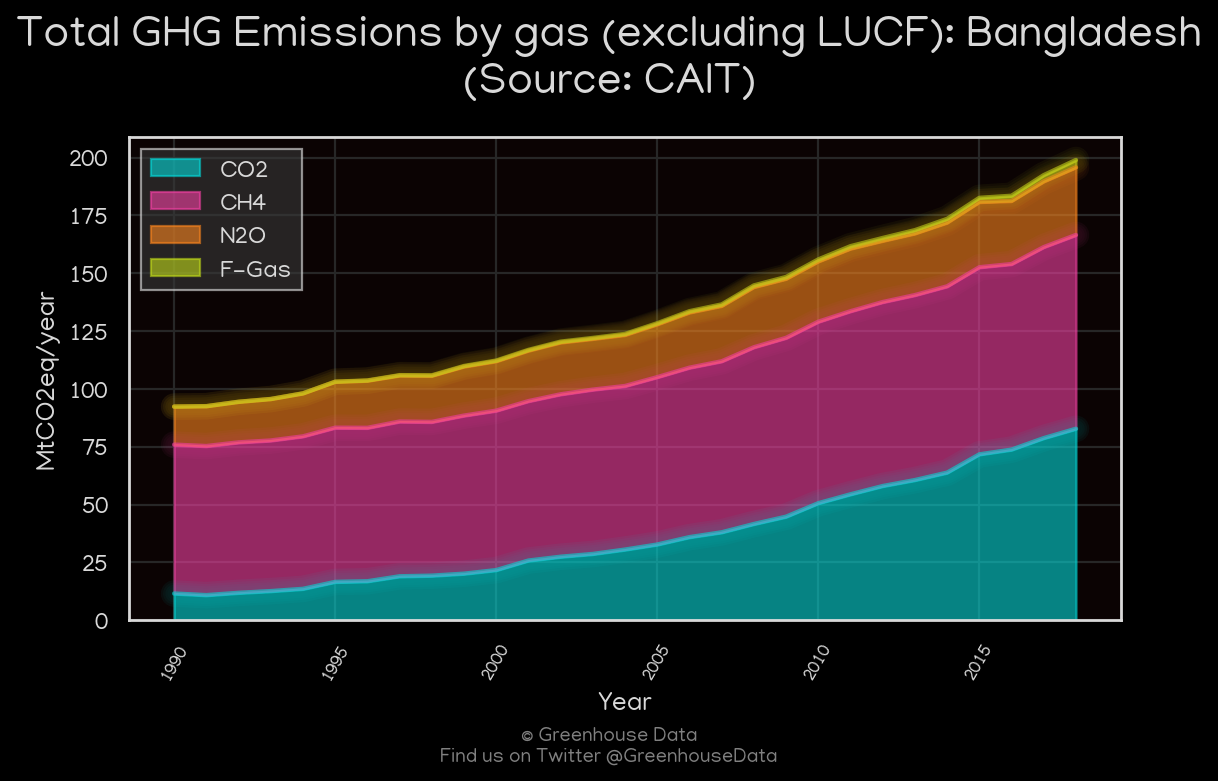 Total GHG Emissions by gas (excluding LUCF): Bangladesh
(Source: CAIT)
200
175
150
125
100
75
50
25
0
MtCO2eq/year
CO2
CH4
N2O
F-Gas
1990
1995
2000
2005
2010
2015
Year
© Greenhouse Data
Find us on Twitter @GreenhouseData